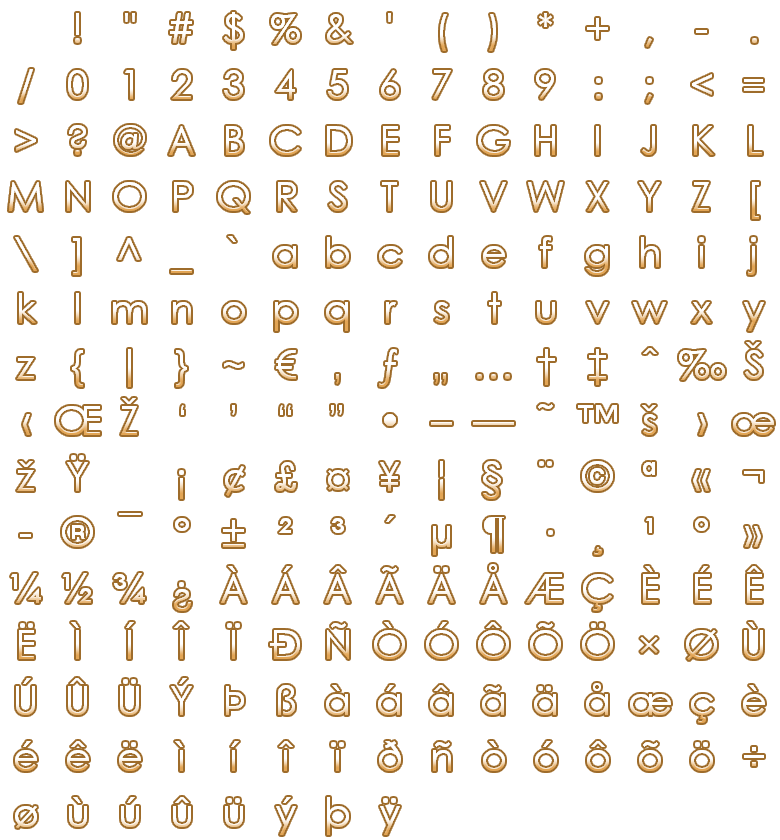 ! " # $ % & ' ( ) * + , - .
/ 0 1 2 3 4 5 6 7 8 9 : ; < =
> ? @ A B C D E F G H I J K L
M N O P Q R S T U V W X Y Z [
\ ] ^ _ ` a b c d e f g h i j
k l m n o p q r s t u v w x y
z { | } ~ € ‚ ƒ „ … † ‡ ˆ ‰ Š
‹ Œ Ž ‘ ’ “ ” • – — ˜ ™ š › œ
ž Ÿ ¡ ¢ £ ¤ ¥ ¦ § ¨ © ª « ¬
- ® ¯ ° ± ² ³ ´ µ ¶ · ¸ ¹ º »
¼ ½ ¾ ¿ À Á Â Ã Ä Å Æ Ç È É Ê
Ë Ì Í Î Ï Ð Ñ Ò Ó Ô Õ Ö × Ø Ù
Ú Û Ü Ý Þ ß à á â ã ä å æ ç è
é ê ë ì í î ï ð ñ ò ó ô õ ö ÷
ø ù ú û ü ý þ ÿ